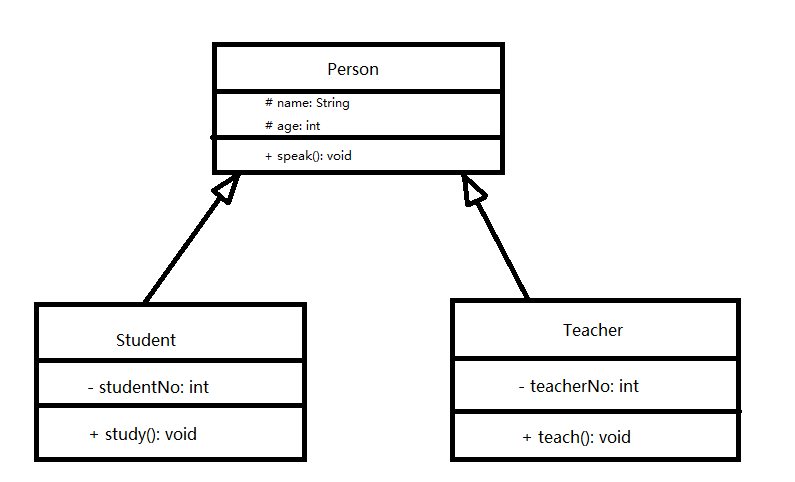 Person
# name: String
# age: int
+ speak(): void
Student
- studentNo: int
+ study(): void
Teacher
- teacherNo: int
+ teach(): void